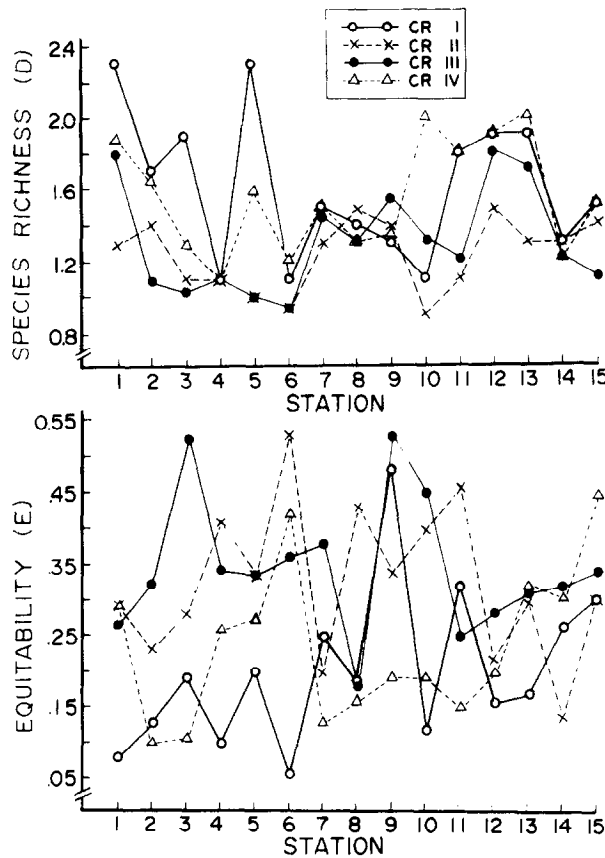 CR I
CR II
CR III
CR IV
SPECIES RICHNESS (D)
2.4
2.0
1.6
1.2
0.8
1 2 3 4 5 6 7 8 9 10 11 12 13 14 15
STATION
EQUITABILITY (E)
0.55
.45
.35
.25
.15
.05
1 2 3 4 5 6 7 8 9 10 11 12 13 14 15
STATION